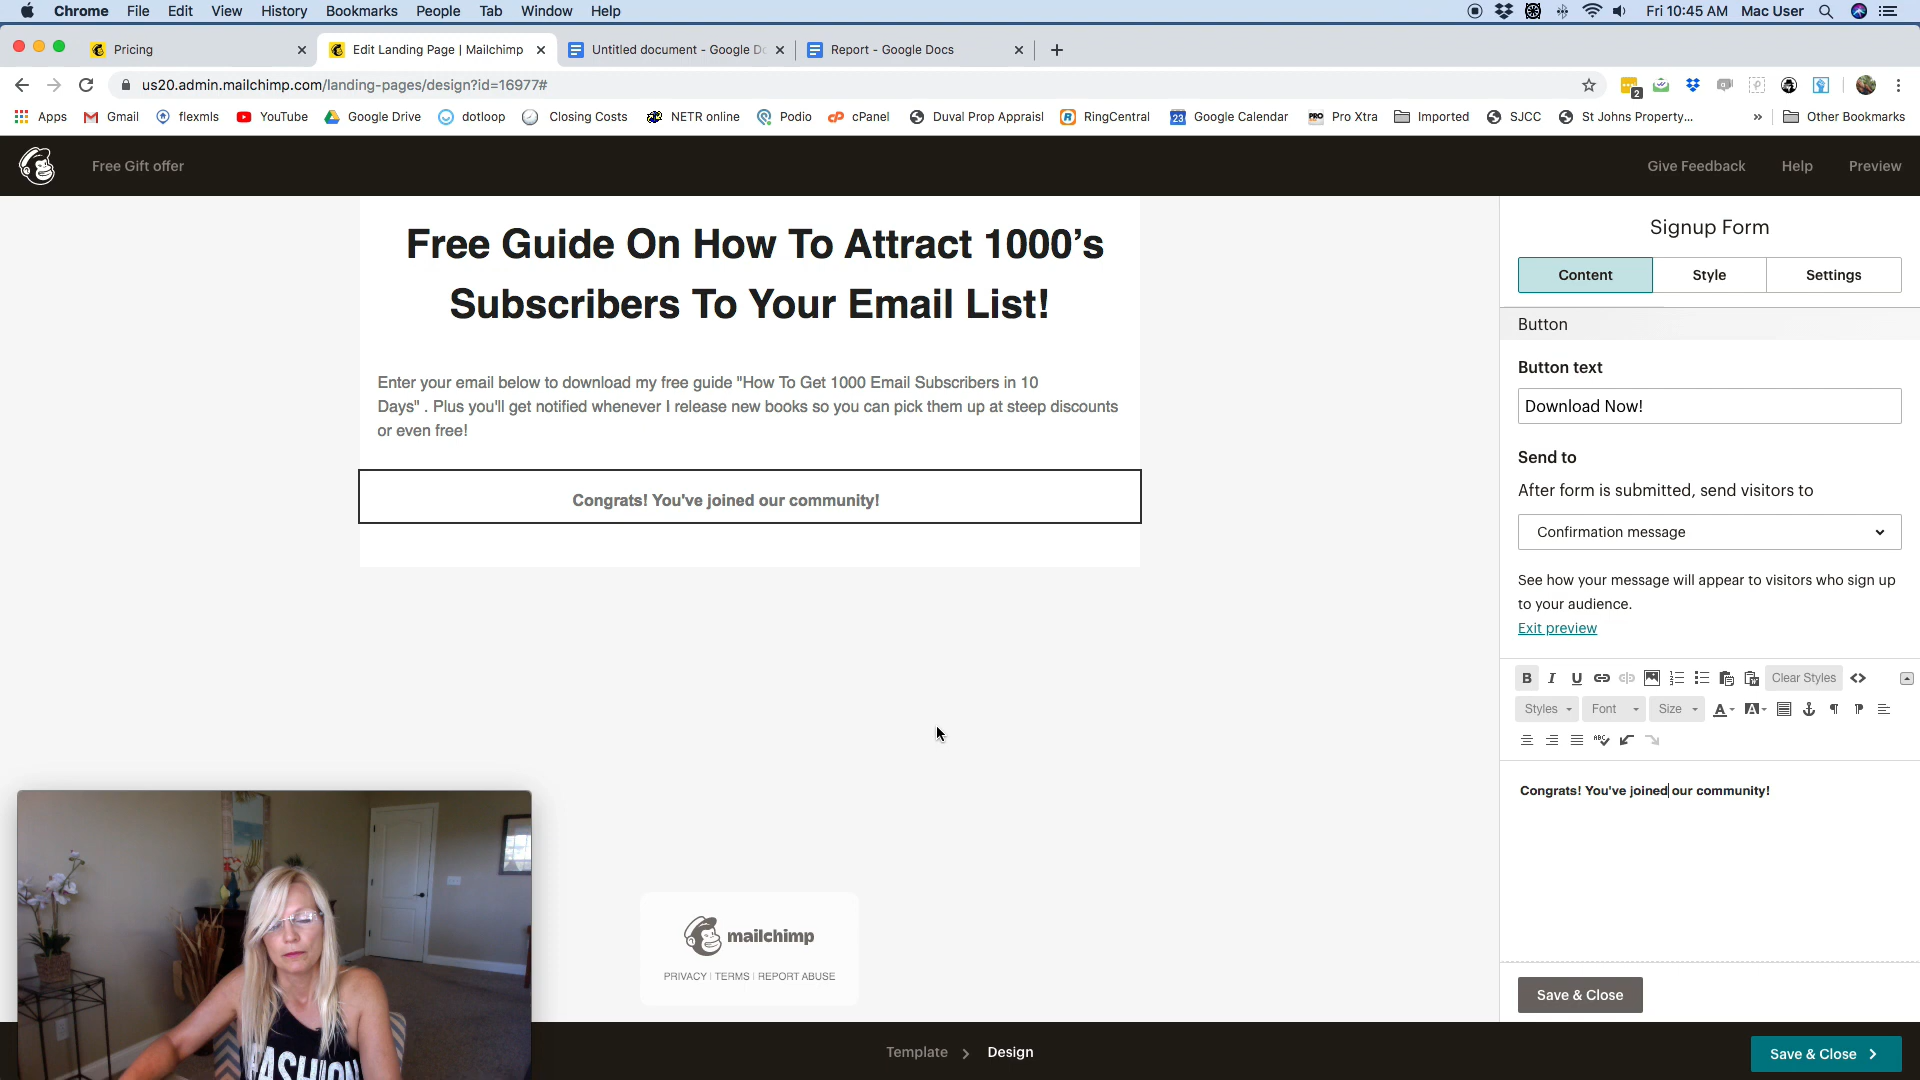 Chrome File Edit View History Bookmarks People Tab Window Help Fri 10:45 AM Mac User
Pricing Edit Landing Page | Mailchimp Untitled document - Google Do Report - Google Docs
us20.admin.mailchimp.com/landing-pages/design?id=16977#
2
Apps Gmail flexmls YouTube Google Drive dotloop Closing Costs NETR online Podio cPanel Duval Prop Appraisl RingCentral 23 Google Calendar PRO Pro Xtra Imported SJCC St Johns Property... » Other Bookmarks
Free Gift offer Give Feedback Help Preview
Free Guide On How To Attract 1000’s
Subscribers To Your Email List!
Enter your email below to download my free guide "How To Get 1000 Email Subscribers in 10
Days" . Plus you'll get notified whenever I release new books so you can pick them up at steep discounts
or even free!
Congrats! You've joined our community!
mailchimp
PRIVACY | TERMS | REPORT ABUSE
FASHION
Template > Design
Signup Form
Content Style Settings
Button
Button text
Download Now!
Send to
After form is submitted, send visitors to
Confirmation message
See how your message will appear to visitors who sign up
to your audience.
Exit preview
B I U Clear Styles
Styles Font Size A A
ABC
Congrats! You've joined our community!
Save & Close
Save & Close